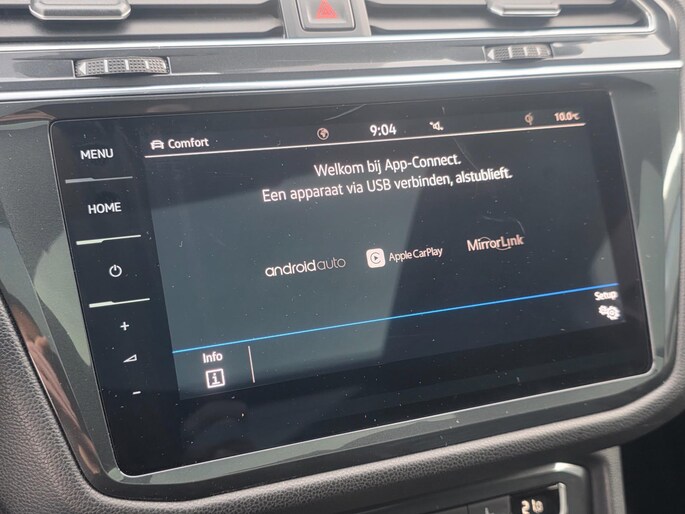 MENU
HOME
+
-
Comfort
9:04
10.0°C
Welkom bij App-Connect.
Een apparaat via USB verbinden, alstublieft.
androidauto
Apple CarPlay
MirrorLink
Setup
Info
i